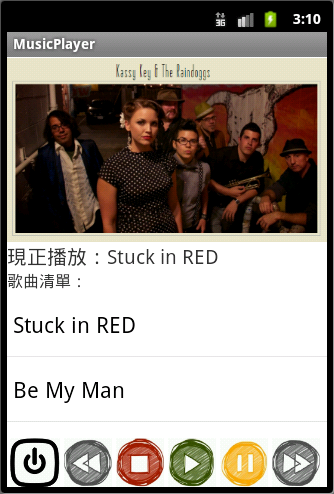 3G
3:10
MusicPlayer
Kassy Key & The Raindoggs
現正播放：Stuck in RED
歌曲清單：
Stuck in RED
Be My Man